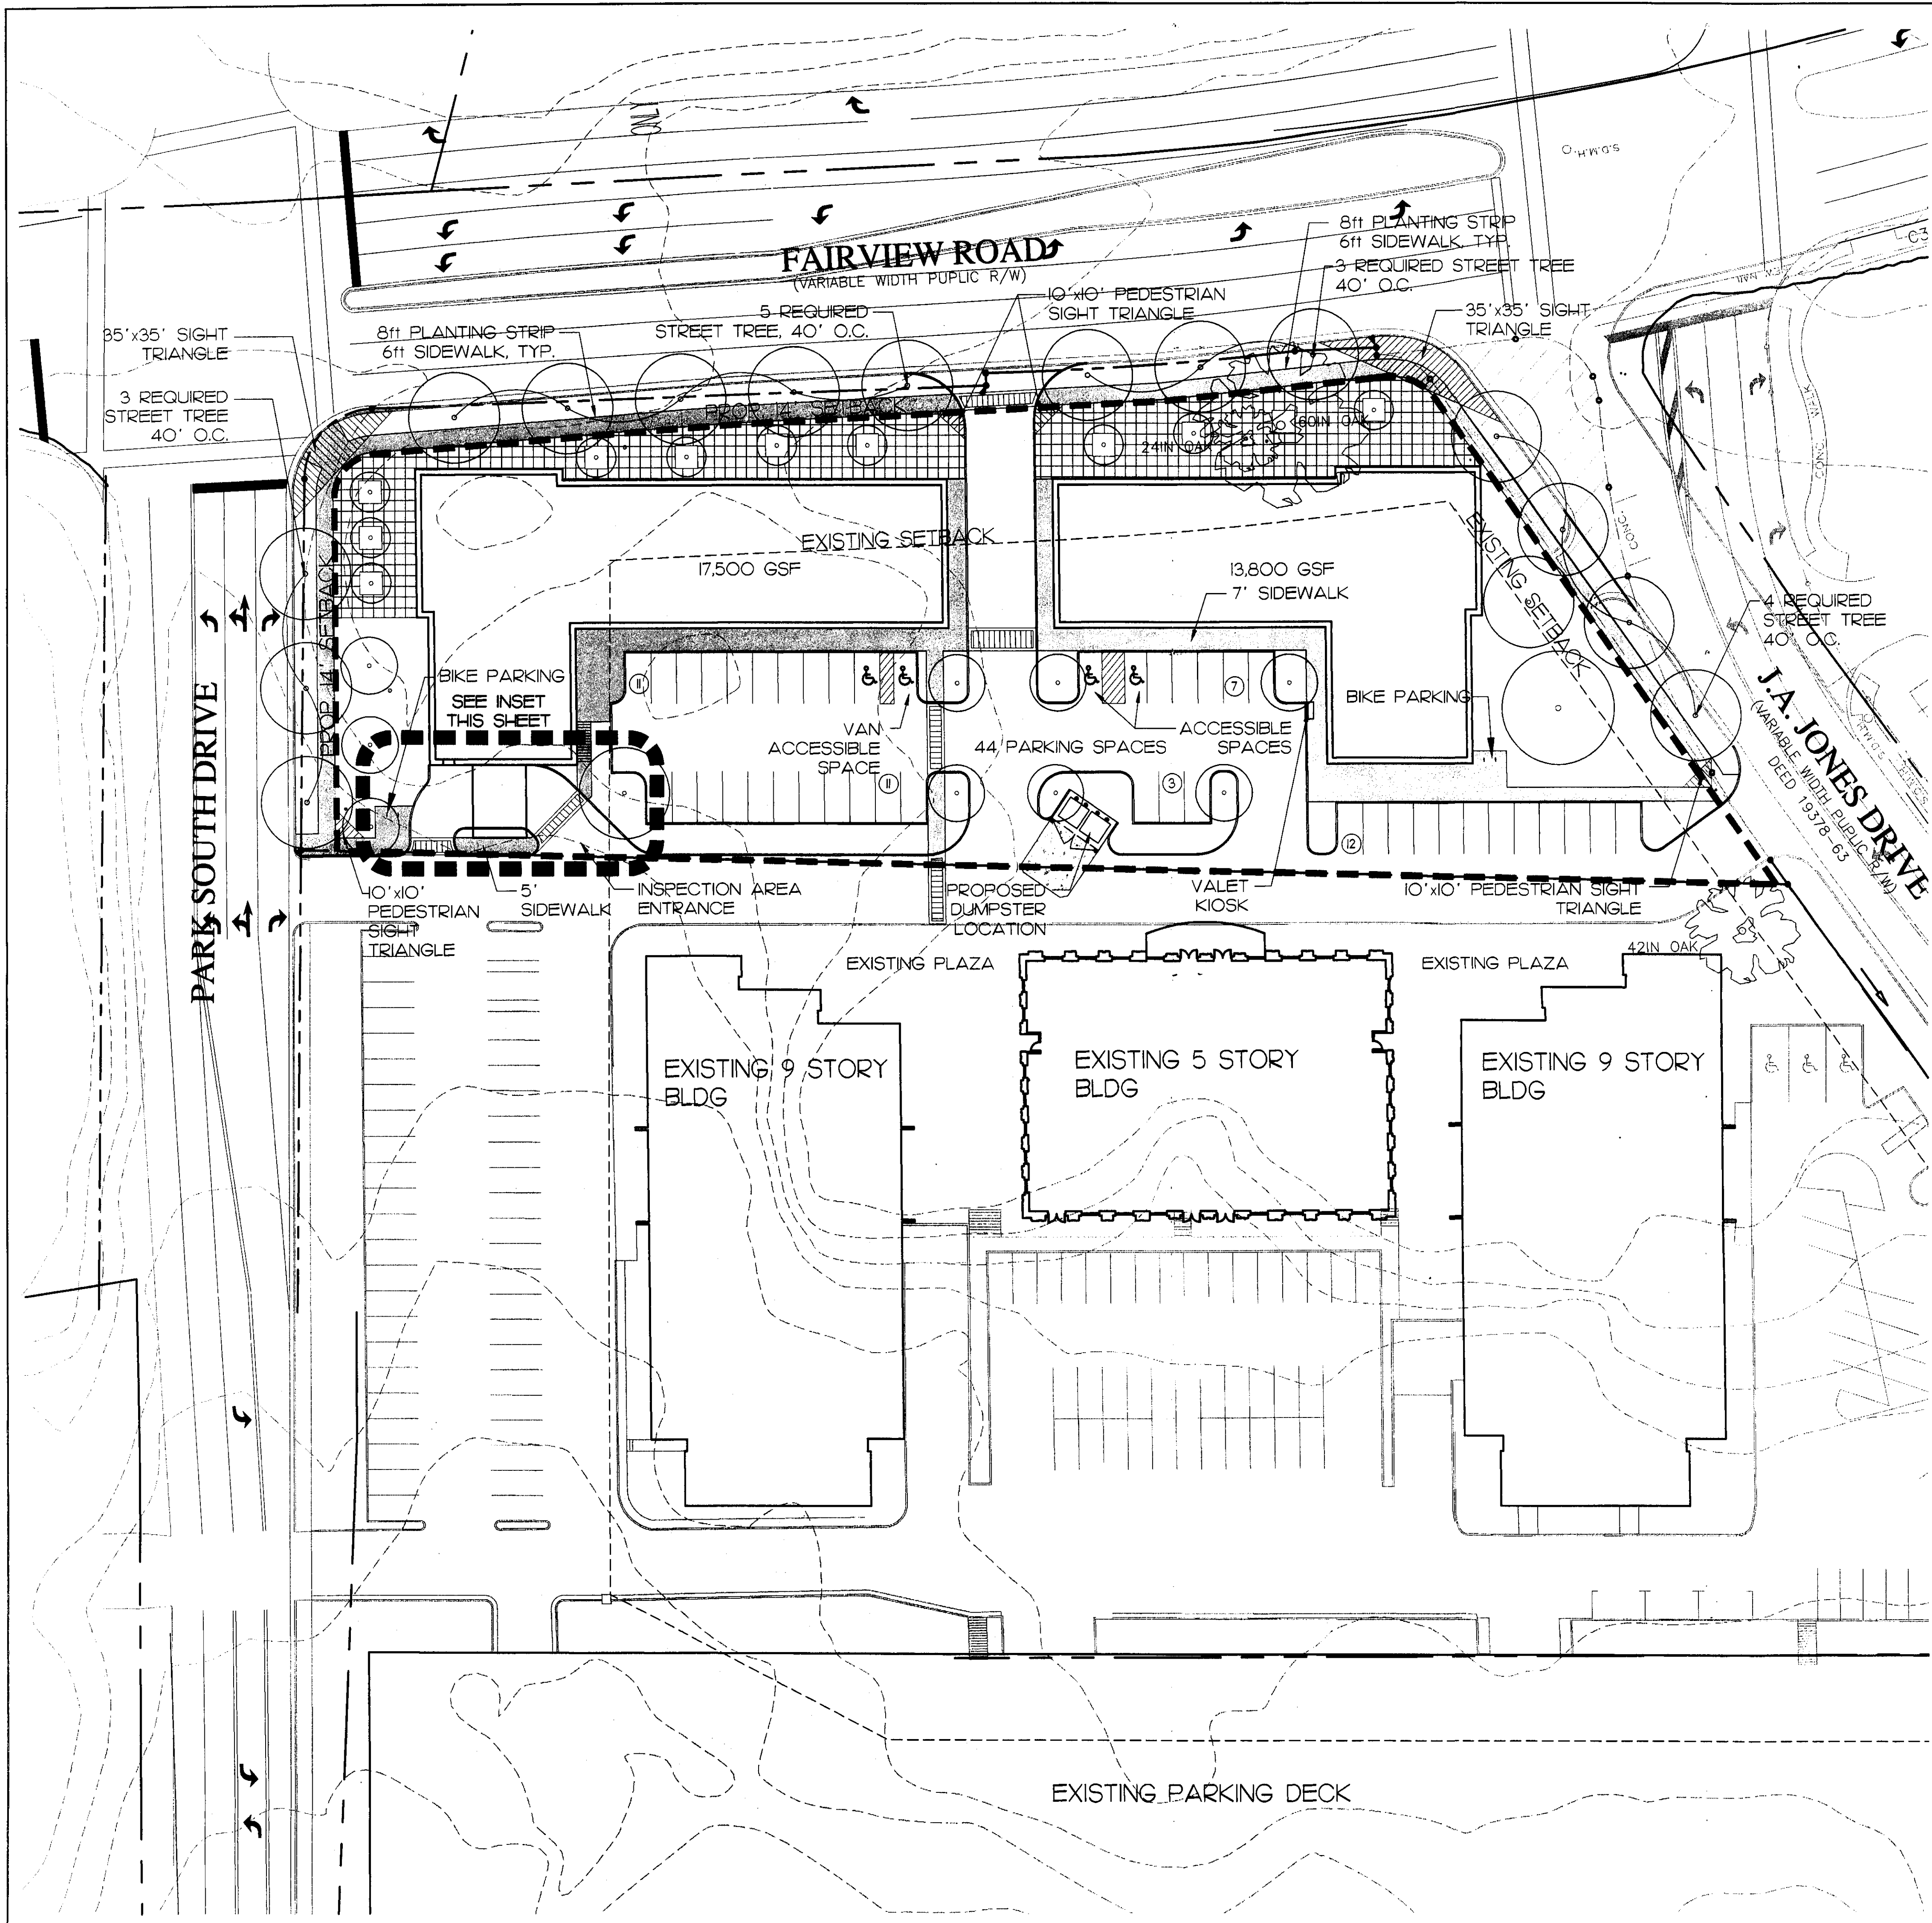 S.D.M.H.O.
FAIRVIEW ROAD
(VARIABLE WIDTH PUPLIC R/W)
8ft PLANTING STRIP
6ft SIDEWALK, TYP.
3 REQUIRED STREET TREE
40' O.C.
10'x10' PEDESTRIAN
SIGHT TRIANGLE
5 REQUIRED
STREET TREE, 40' O.C.
35'x35' SIGHT
TRIANGLE
35'x35' SIGHT
TRIANGLE
8ft PLANTING STRIP
6ft SIDEWALK, TYP.
3 REQUIRED
STREET TREE
40' O.C.
PROP. 14' SETBACK
24IN OAK
60IN OAK
EXISTING SETBACK
17,500 GSF
13,800 GSF
7' SIDEWALK
EXISTING SETBACK
CONC.
CONC.
4 REQUIRED
STREET TREE
40' O.C.
PROP. 14' SETBACK
PARK SOUTH DRIVE
J.A. JONES DRIVE
(VARIABLE WIDTH PUPLIC R/W)
DEED 19378-63
BIKE PARKING
SEE INSET
THIS SHEET
11
7
BIKE PARKING
VAN
ACCESSIBLE
SPACE
44 PARKING SPACES
ACCESSIBLE
SPACES
11
3
12
10'x10'
PEDESTRIAN
SIGHT
TRIANGLE
5'
SIDEWALK
INSPECTION AREA
ENTRANCE
PROPOSED
DUMPSTER
LOCATION
VALET
KIOSK
10'x10' PEDESTRIAN SIGHT
TRIANGLE
42IN OAK
EXISTING PLAZA
EXISTING PLAZA
EXISTING 9 STORY
BLDG
EXISTING 5 STORY
BLDG
EXISTING 9 STORY
BLDG
EXISTING PARKING DECK